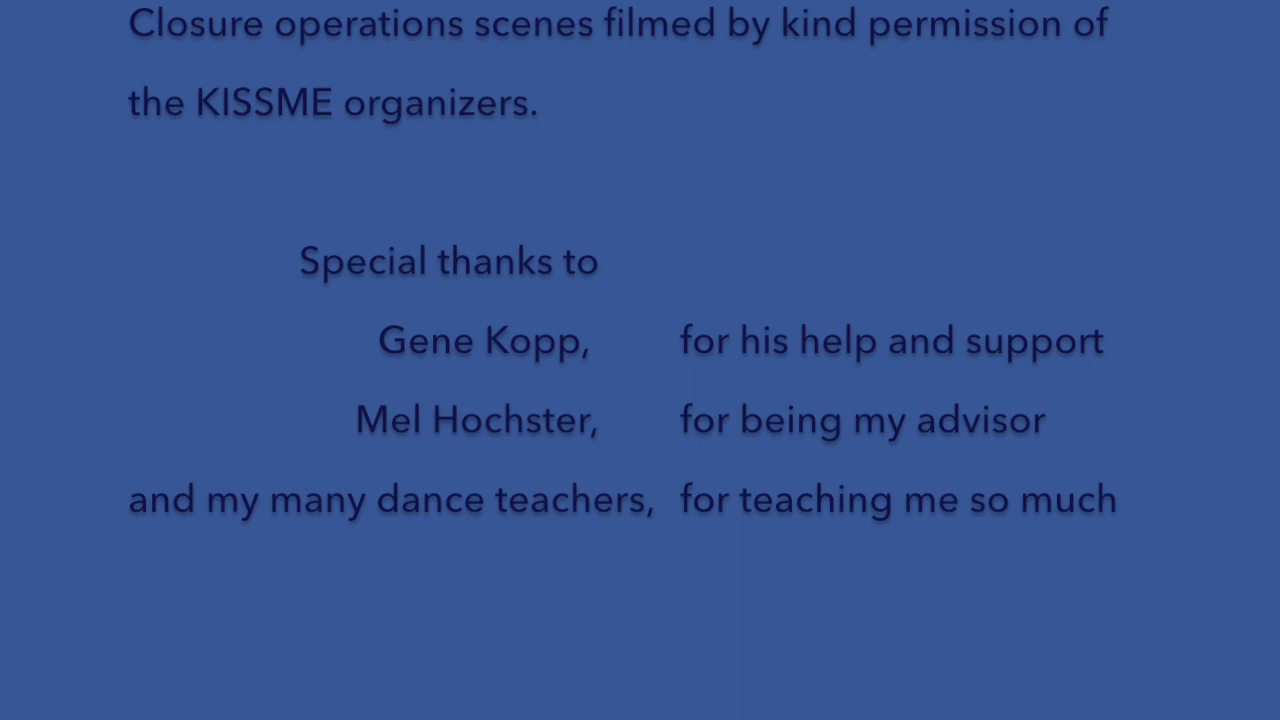 Closure operations scenes filmed by kind permission of
the KISSME organizers.
Special thanks to
Gene Kopp, for his help and support
Mel Hochster, for being my advisor
and my many dance teachers, for teaching me so much